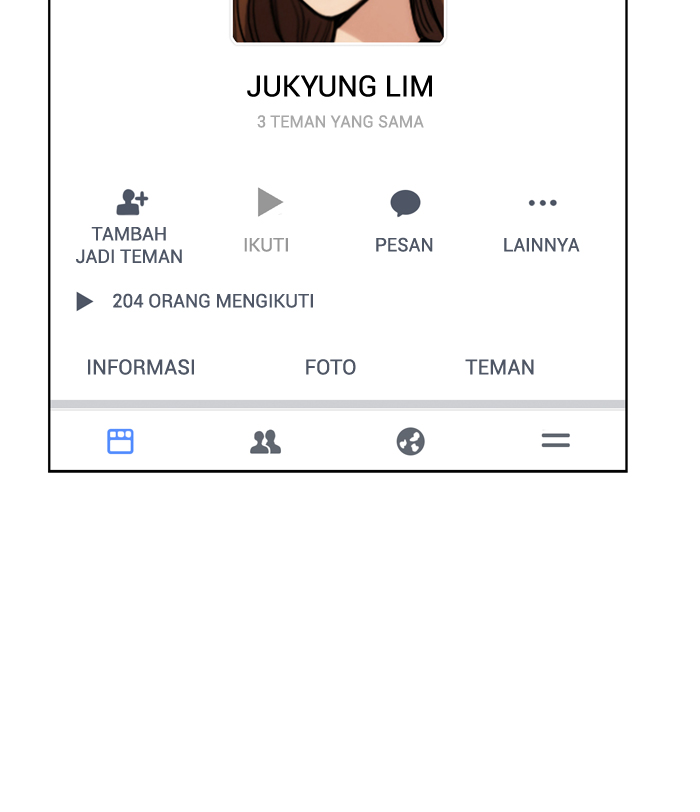 JUKYUNG LIM
3 TEMAN YANG SAMA
TAMBAH
JADI TEMAN
IKUTI
PESAN
LAINNYA
204 ORANG MENGIKUTI
INFORMASI
FOTO
TEMAN